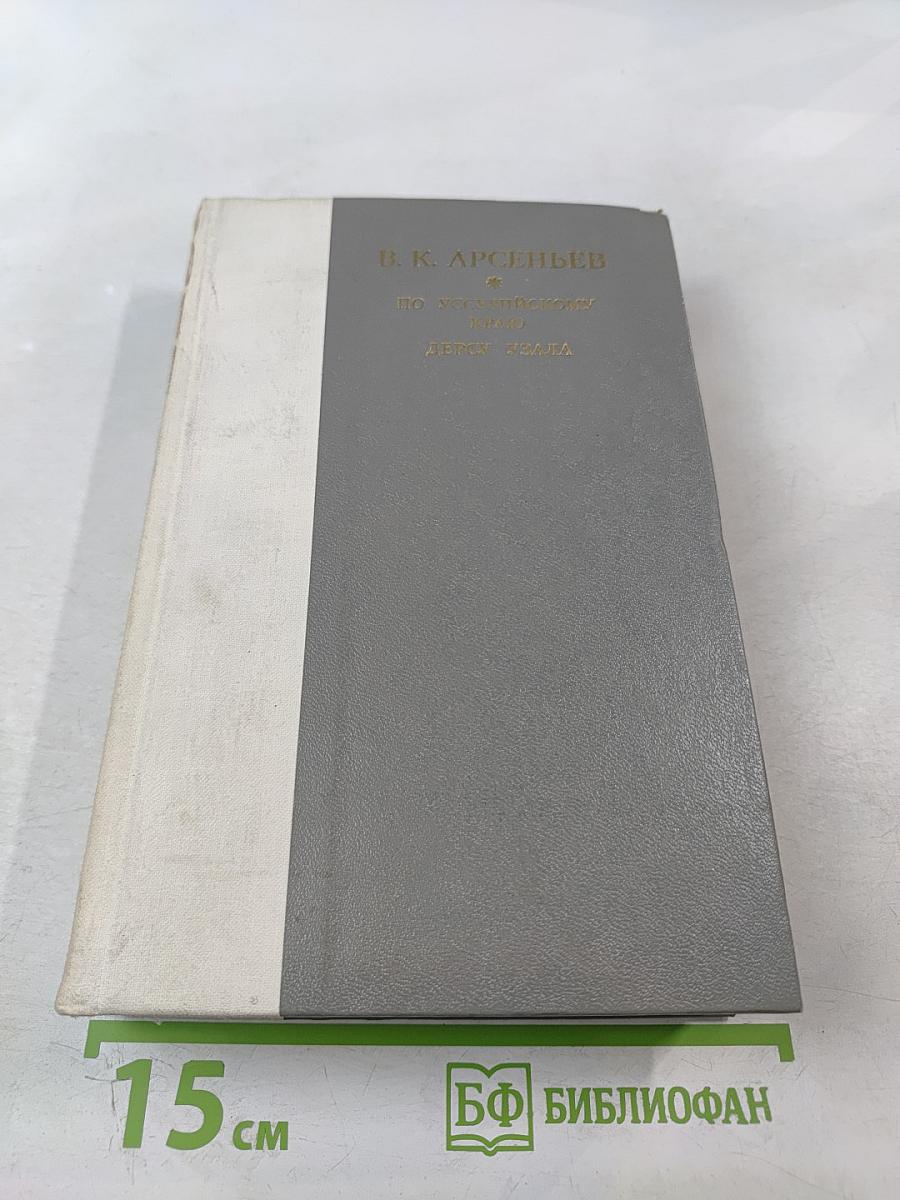 В. К. АРСЕНЬЕВ
*
ПО УССУРИЙСКОМУ
КРАЮ
ДЕРСУ УЗАЛА
15 см
БФ БИБЛИОФАН